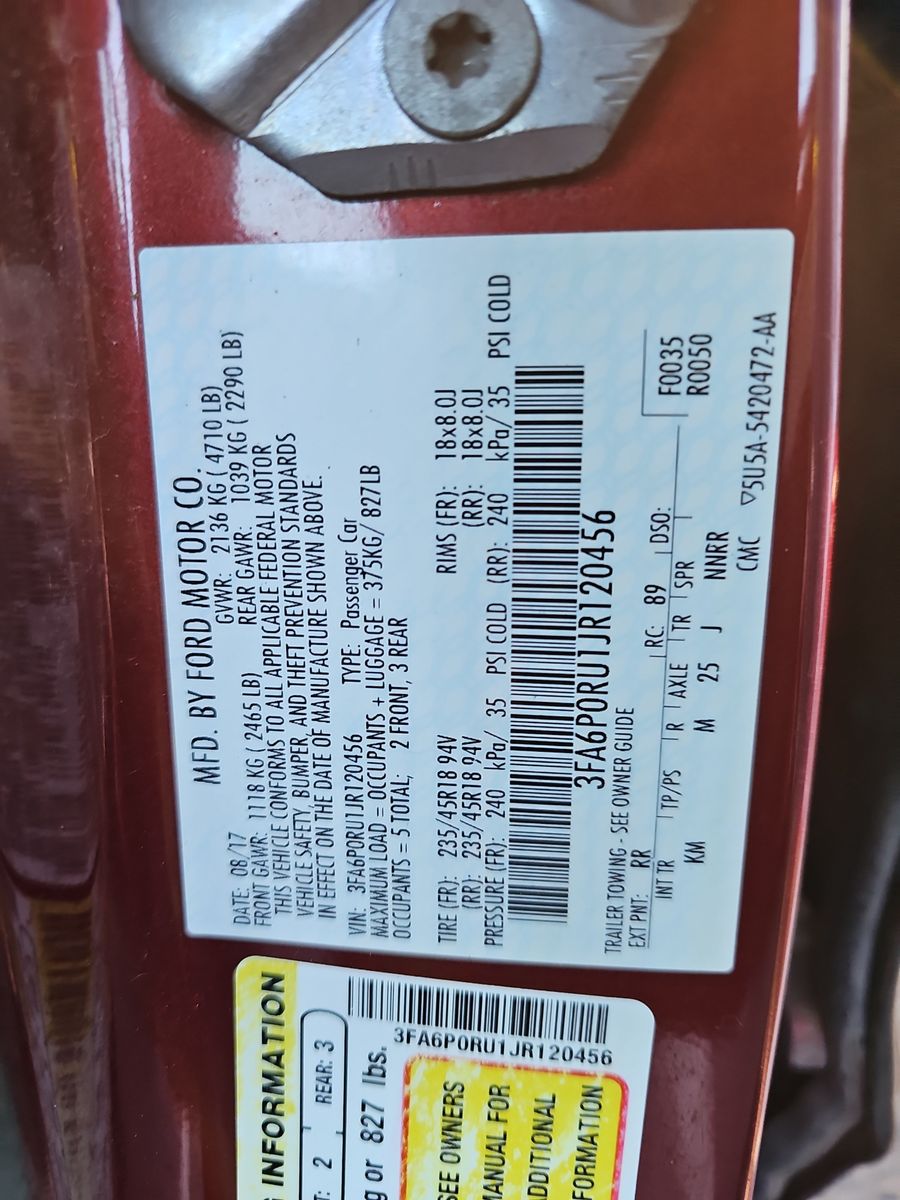 MFD. BY FORD MOTOR CO.
DATE: 08/17 GVWR: 2136 KG ( 4710 LB)
FRONT GAWR: 1118 KG ( 2465 LB) REAR GAWR: 1039 KG ( 2290 LB)
THIS VEHICLE CONFORMS TO ALL APPLICABLE FEDERAL MOTOR
VEHICLE SAFETY, BUMPER, AND THEFT PREVENTION STANDARDS
IN EFFECT ON THE DATE OF MANUFACTURE SHOWN ABOVE.
VIN: 3FA6P0RU1JR120456 TYPE: Passenger Car
MAXIMUM LOAD = OCCUPANTS + LUGGAGE = 375KG/ 827LB
OCCUPANTS = 5 TOTAL; 2 FRONT, 3 REAR
TIRE (FR): 235/45R18 94V RIMS (FR): 18x8.0J
(RR): 235/45R18 94V (RR): 18x8.0J
PRESSURE (FR): 240 kPa/ 35 PSI COLD (RR): 240 kPa/ 35 PSI COLD
3FA6P0RU1JR120456
TRAILER TOWING - SEE OWNER GUIDE
EXT PNT: RR RC: 89 DSO: F0035
INT TR TP/PS R AXLE TR SPR R0050
KM M 25 J NNRR
CMC ▽5U5A-5420472-AA
INFORMATION
2 REAR: 3
g or 827 lbs.
3FA6P0RU1JR120456
SEE OWNERS
MANUAL FOR
ADDITIONAL
FORMATION